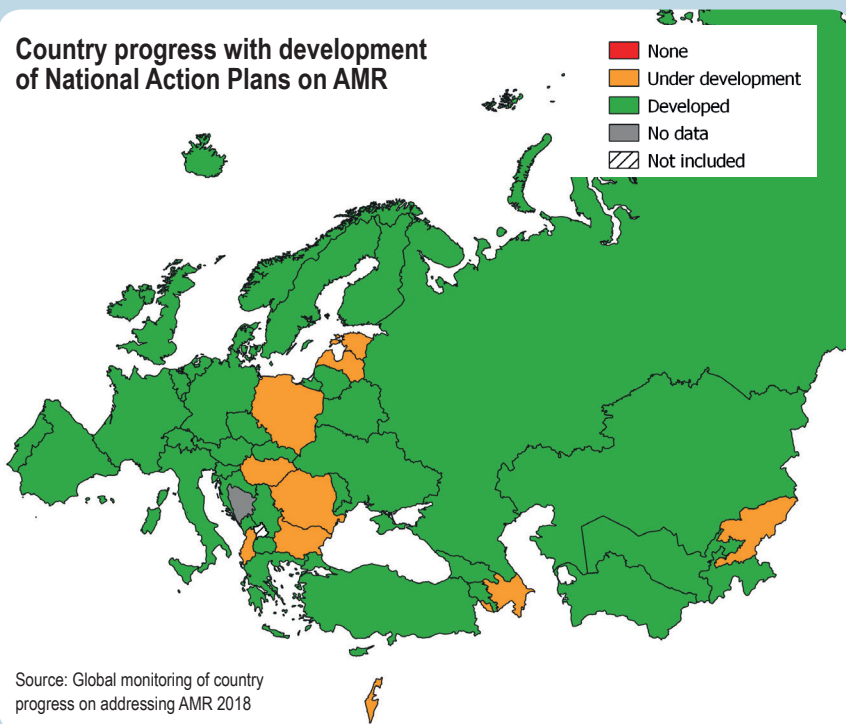 Country progress with development
of National Action Plans on AMR
None
Under development
Developed
No data
Not included
Source: Global monitoring of country
progress on addressing AMR 2018